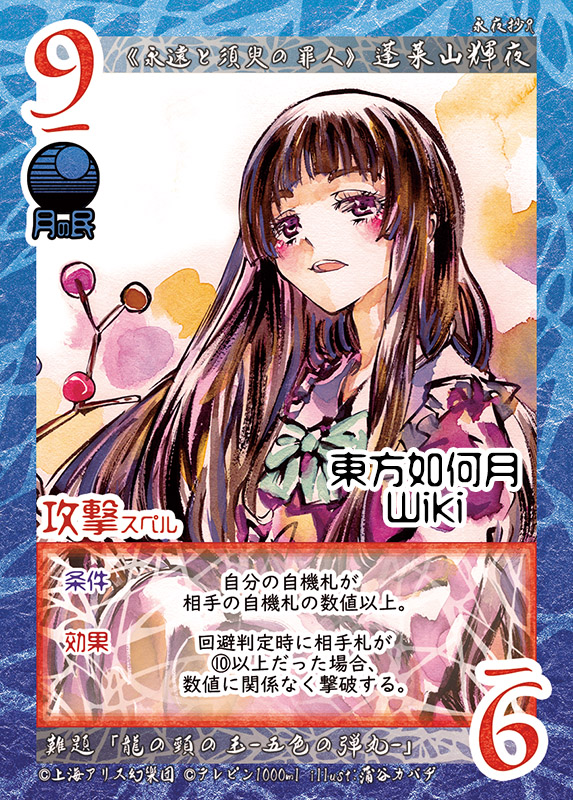 永夜抄9
9
《永遠と須臾の罪人》 蓬莱山輝夜
月の民
東方如何月
Wiki
攻撃スペル
条件
自分の自機札が
相手の自機札の数値以上。
効果
回避判定時に相手札が
⑩以上だった場合、
数値に関係なく撃破する。
9
難題「龍の頸の玉-五色の弾丸-」
©上海アリス幻樂団 ©テレピン1000ml illust:蒲谷カバヂ